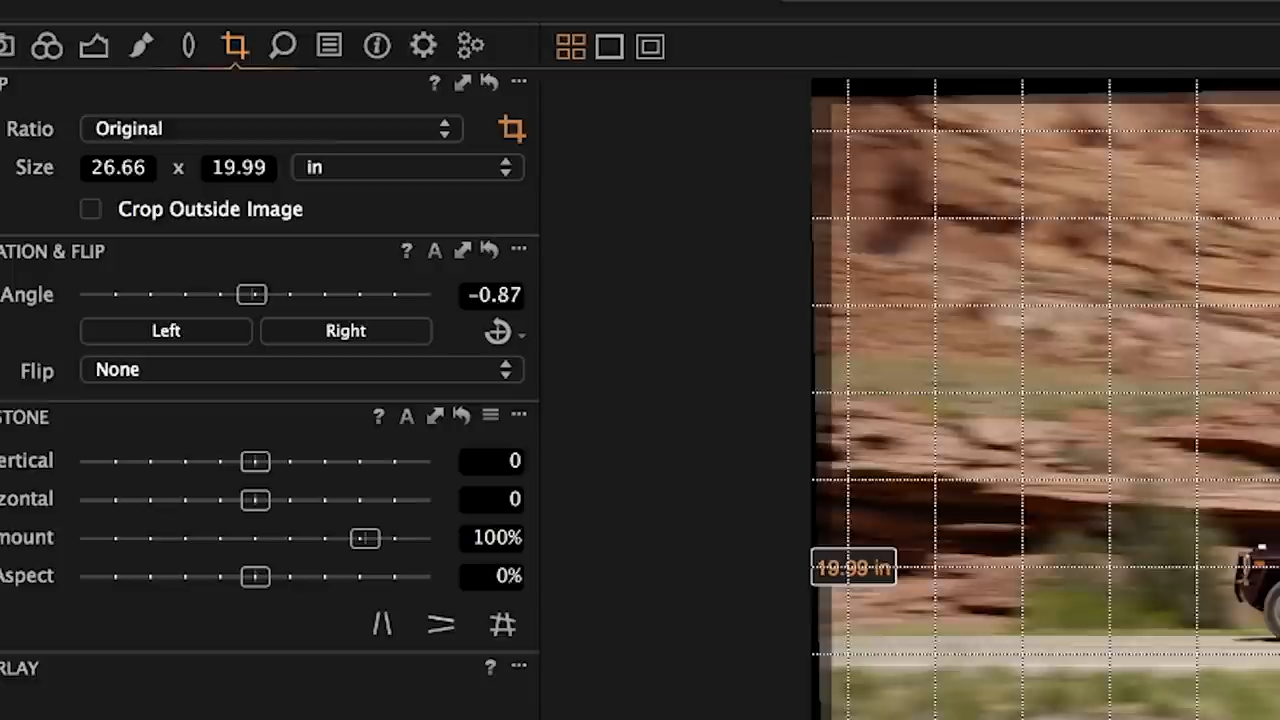 P ?
Ratio Original
Size 26.66 x 19.99 in
Crop Outside Image
ATION & FLIP ? A
Angle -0.87
Left Right
Flip None
STONE ? A
ertical 0
zontal 0
mount 100%
Aspect 0%
RLAY ?
19.99 in